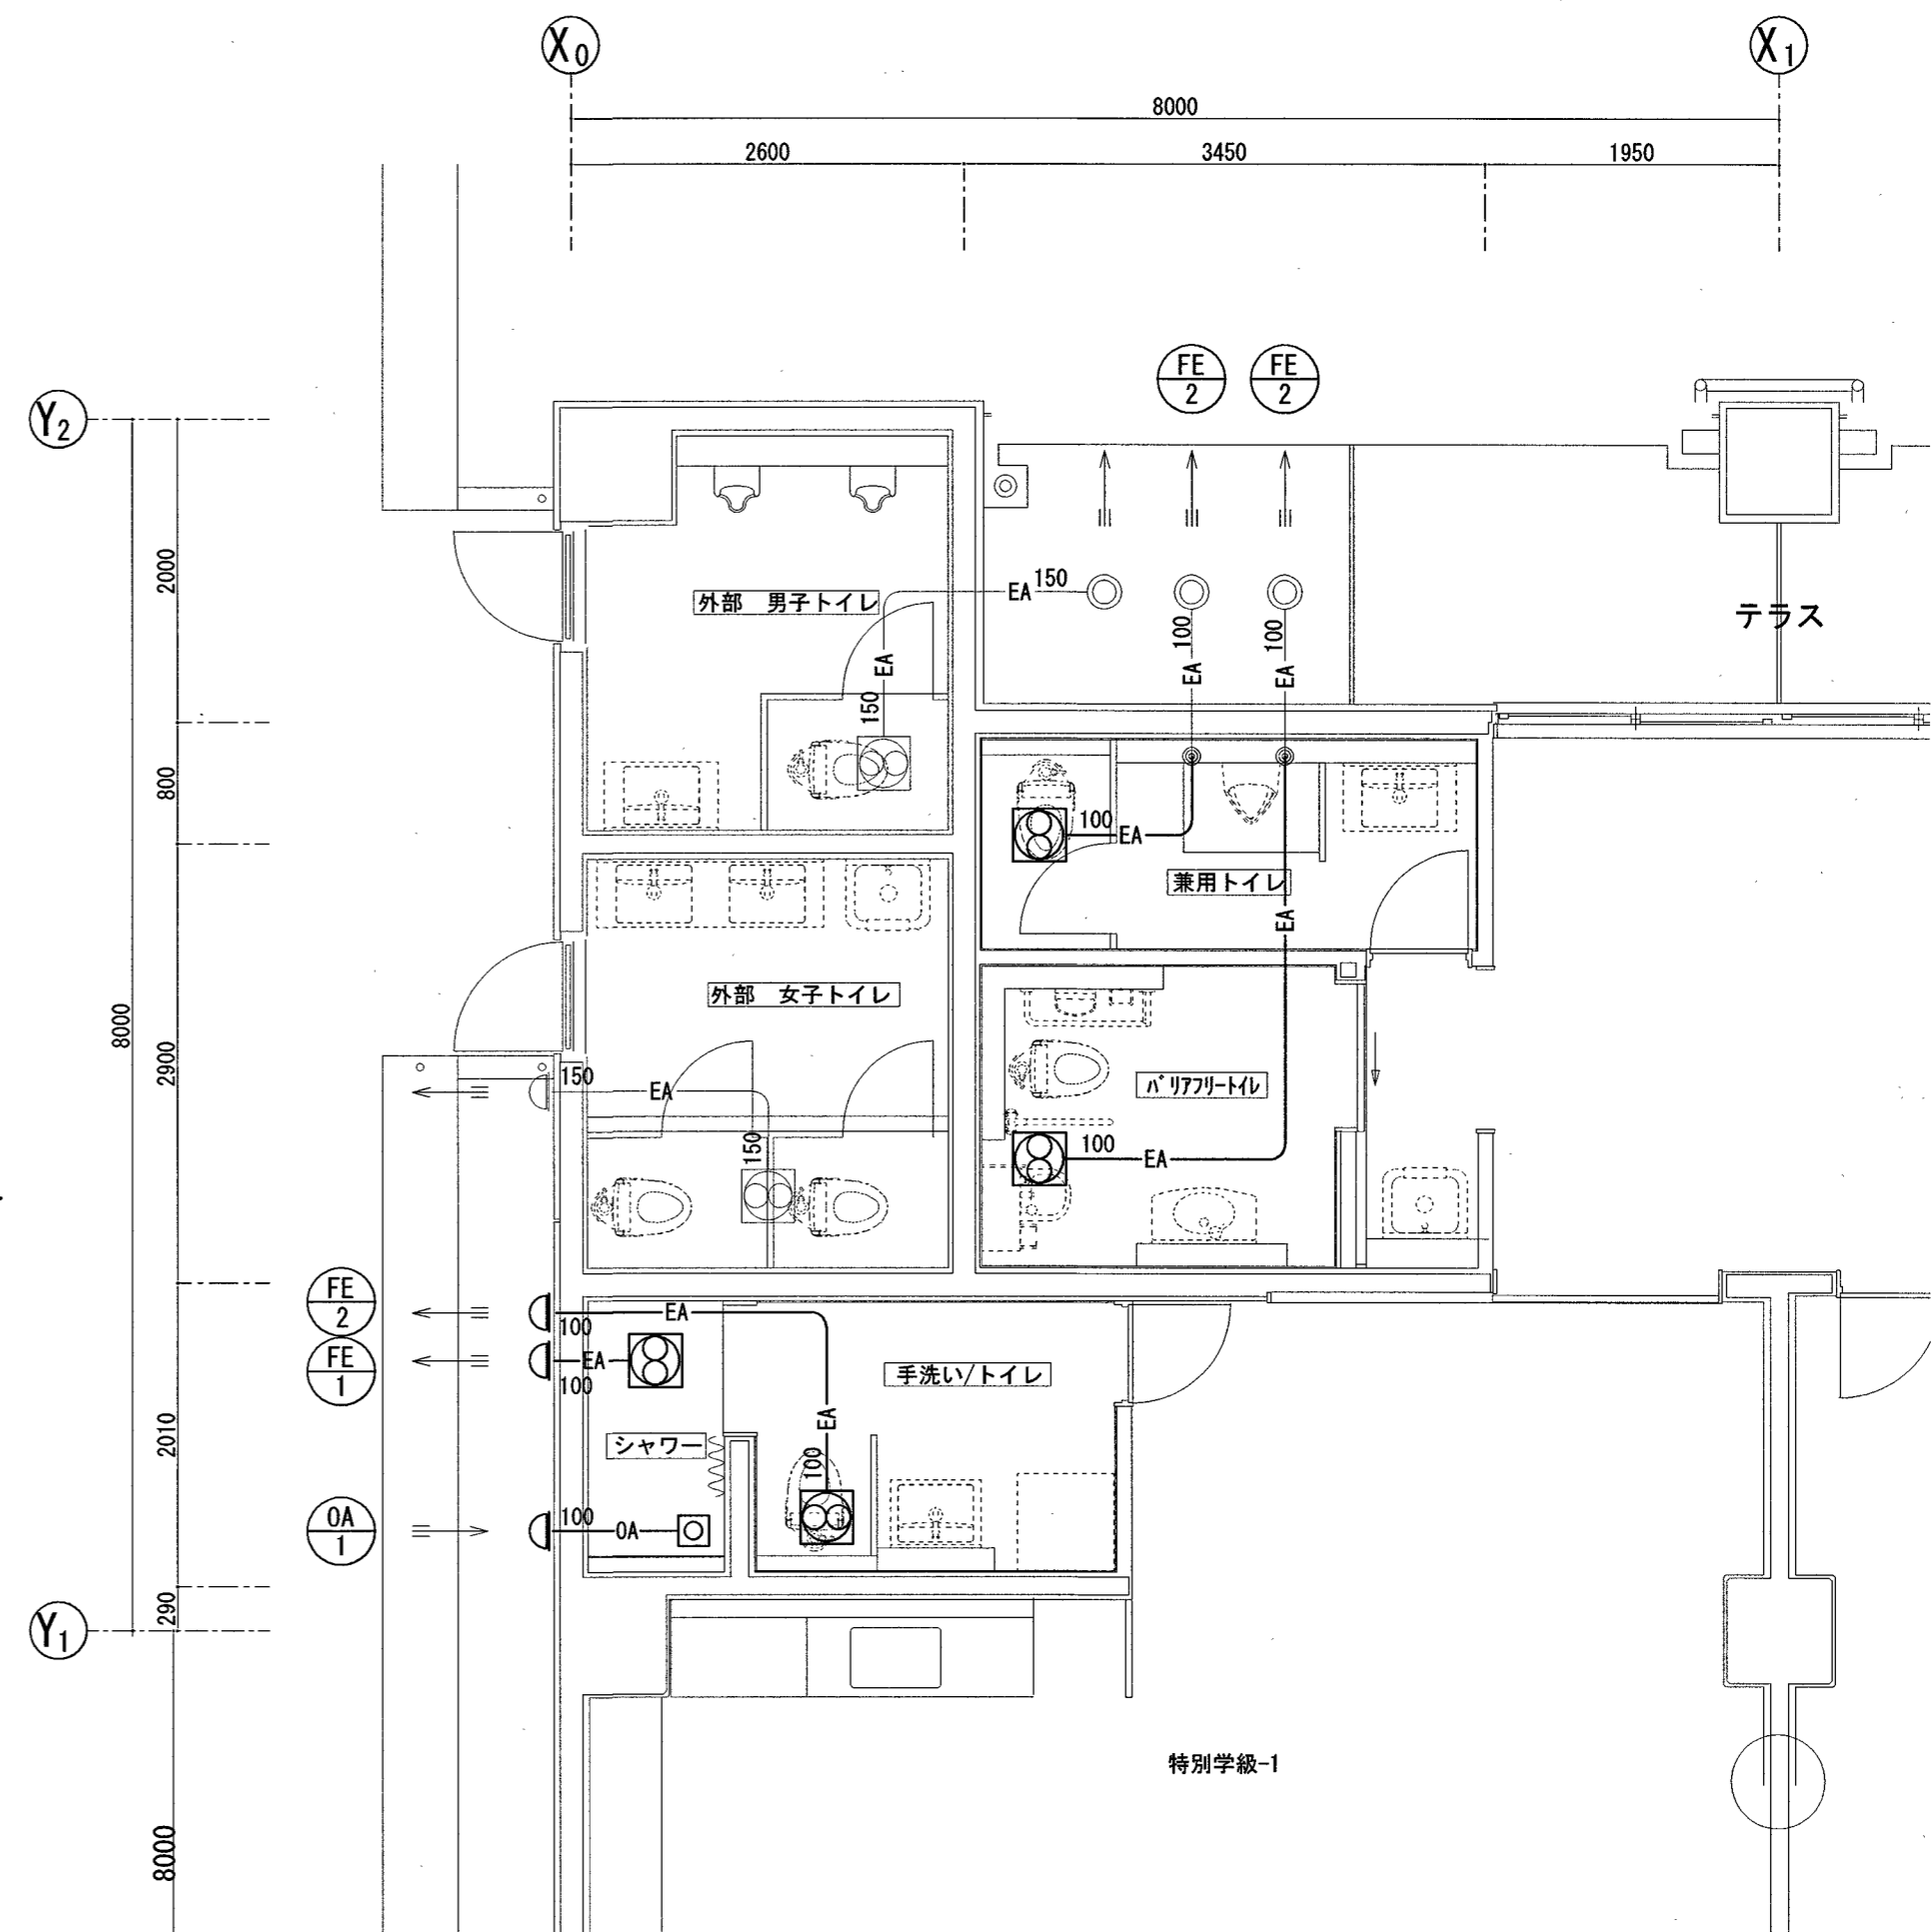 X0
X1
8000
2600
3450
1950
FE
2
FE
2
Y2
2000
外部　男子トイレ
EA
150
テラス
100
100
EA
EA
EA
150
800
100
EA
兼用トイレ
EA
外部　女子トイレ
8000
2900
150
EA
バリアフリートイレ
150
100
EA
FE
2
EA
100
FE
1
EA
100
手洗い/トイレ
EA
2010
シャワー
100
OA
1
100
OA
290
Y1
特別学級-1
8000